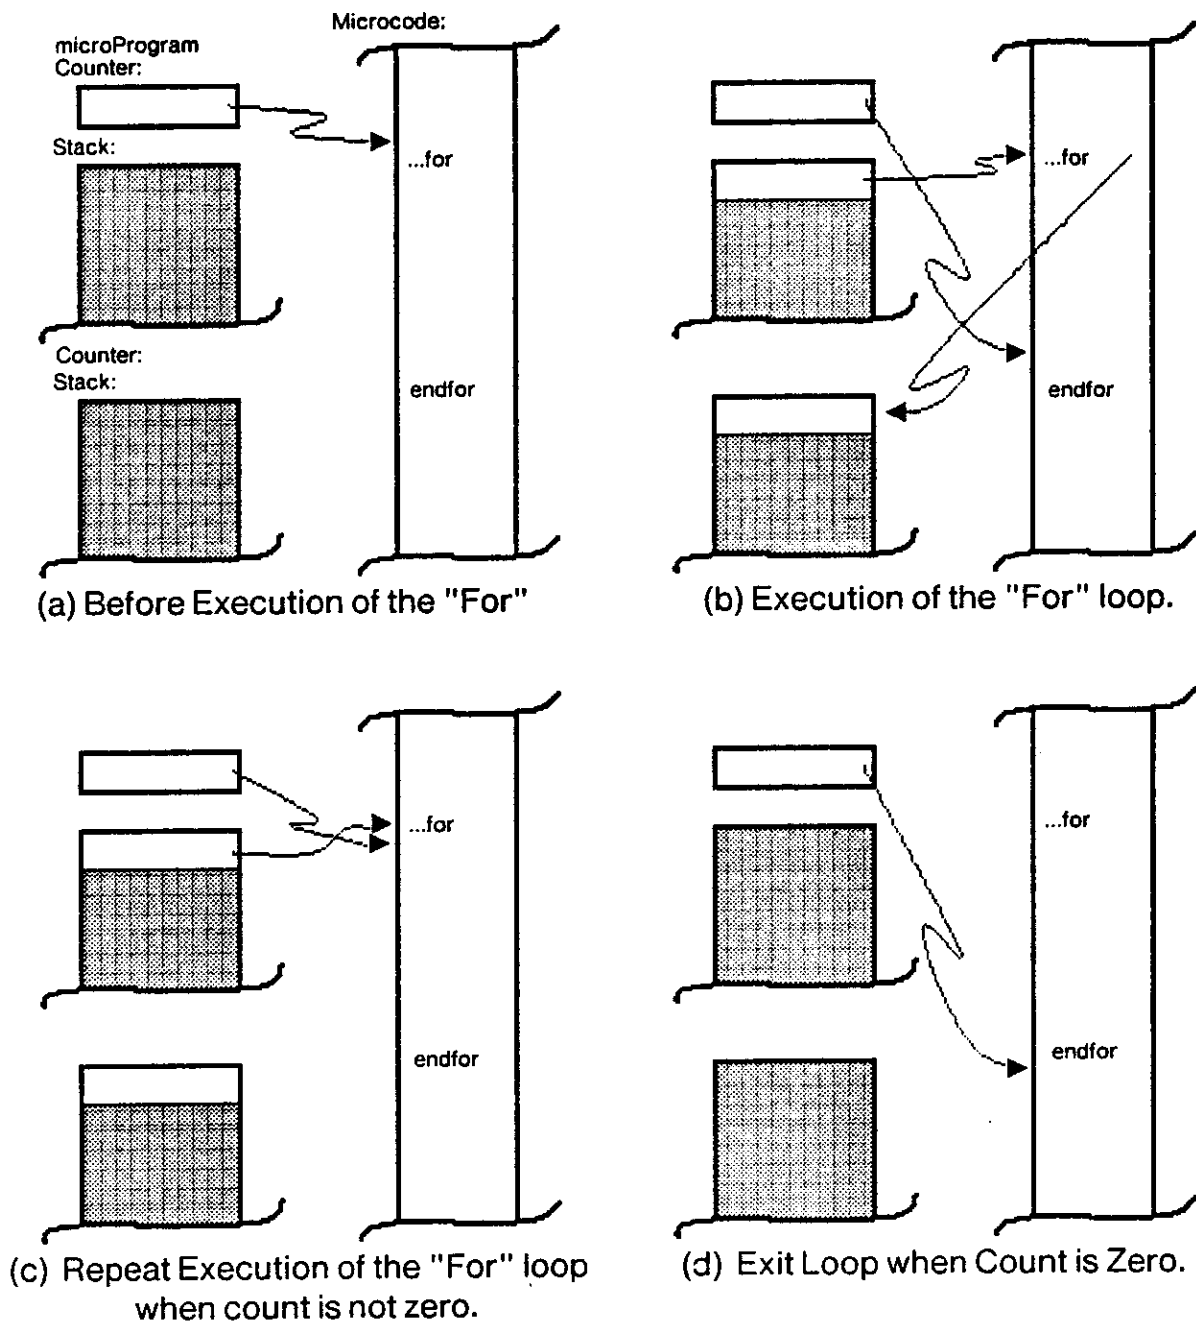 Microcode:
microProgram
Counter:
Stack:
...for
Counter:
Stack:
endfor
(a) Before Execution of the "For"
...for
endfor
(b) Execution of the "For" loop.
...for
endfor
(c) Repeat Execution of the "For" loop
when count is not zero.
...for
endfor
(d) Exit Loop when Count is Zero.